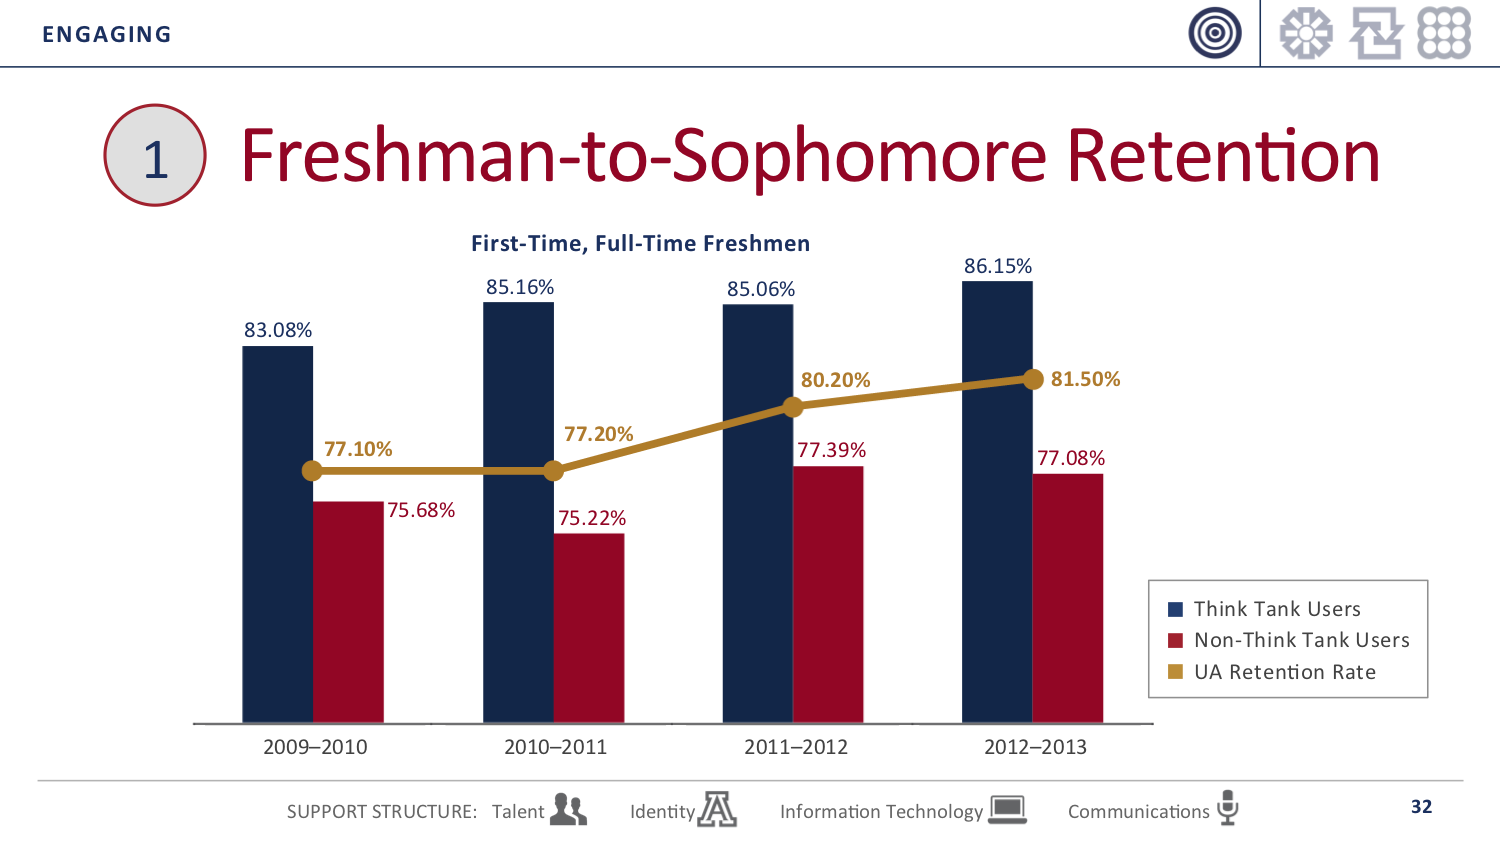 ENGAGING
1
Freshman-to-Sophomore Retention
First-Time, Full-Time Freshmen
83.08%
85.16%
85.06%
86.15%
77.10%
77.20%
80.20%
81.50%
75.68%
75.22%
77.39%
77.08%
Think Tank Users
Non-Think Tank Users
UA Retention Rate
2009–2010
2010–2011
2011–2012
2012–2013
SUPPORT STRUCTURE: Talent Identity A Information Technology Communications
32